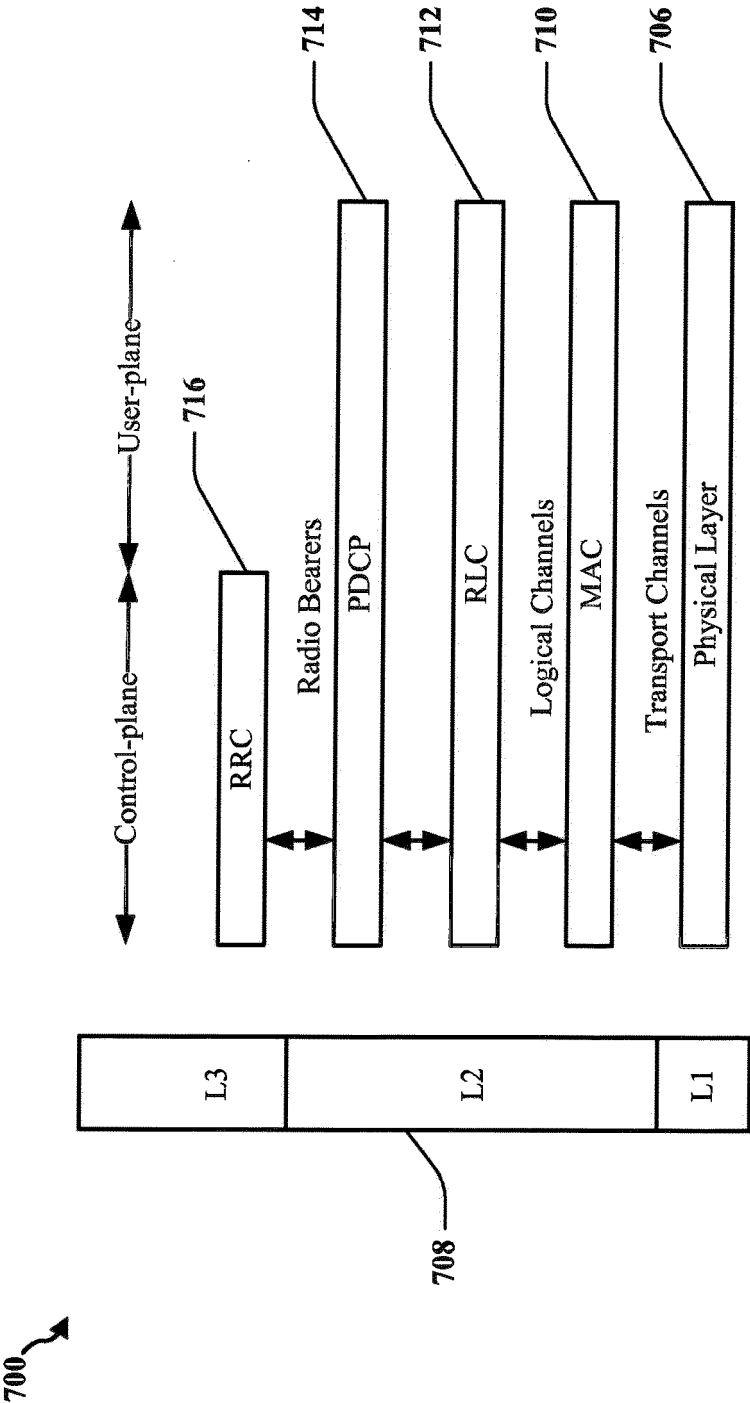 700
Control-plane
User-plane
716
L3
RRC
Radio Bearers
714
PDCP
708
L2
712
RLC
Logical Channels
710
MAC
Transport Channels
706
L1
Physical Layer